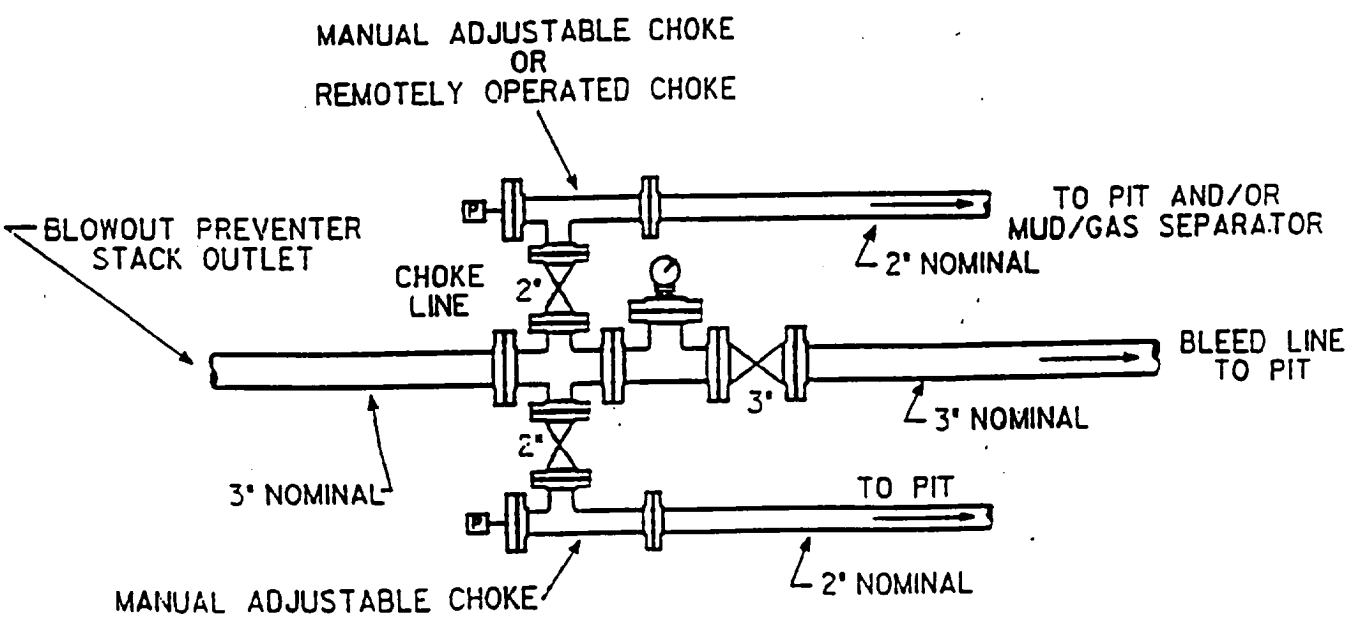 MANUAL ADJUSTABLE CHOKE
OR
REMOTELY OPERATED CHOKE
P
TO PIT AND/OR
MUD/GAS SEPARATOR
2" NOMINAL
BLOWOUT PREVENTER
STACK OUTLET
CHOKE
LINE
2"
BLEED LINE
TO PIT
3"
3" NOMINAL
2"
3" NOMINAL
TO PIT
P
2" NOMINAL
MANUAL ADJUSTABLE CHOKE